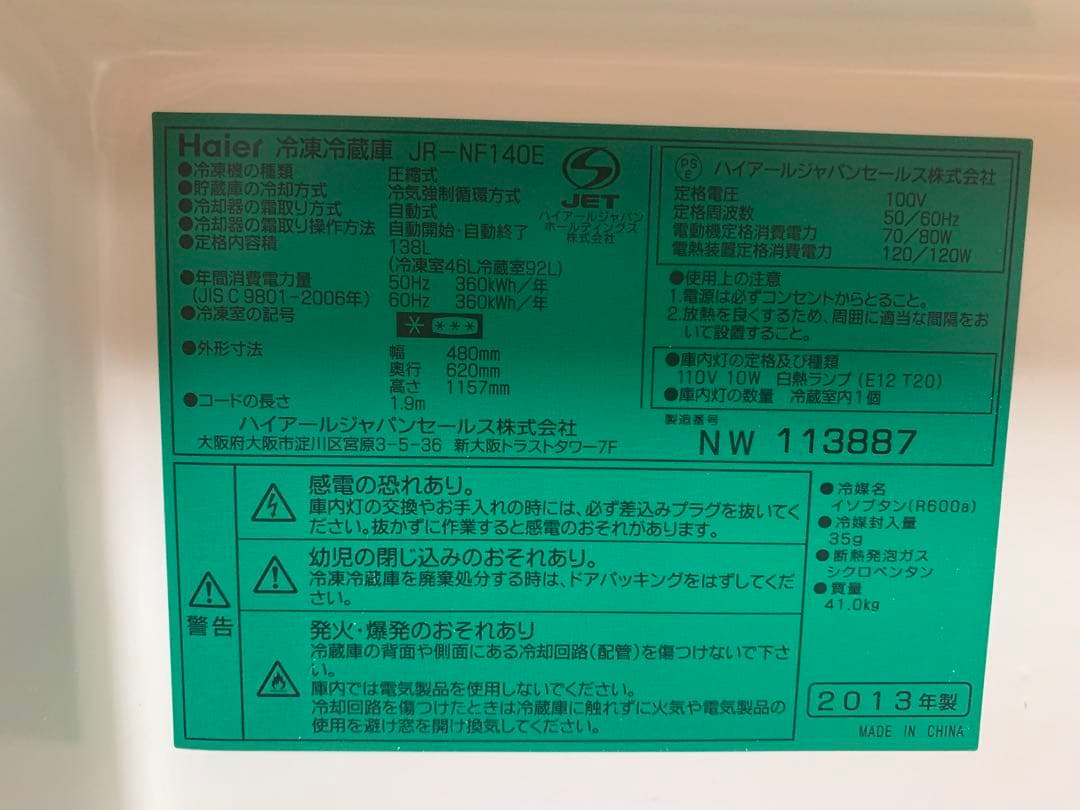 Haier 冷凍冷蔵庫 JR-NF140E
●冷凍機の種類 圧縮式
●貯蔵庫の冷却方式 冷気強制循環方式
●冷却器の霜取り方式 自動式
●冷却器の霜取り操作方法 自動開始・自動終了
●定格内容積 138L
(冷凍室46L冷蔵室92L)
●年間消費電力量 50Hz 360kWh/年
(JIS C 9801-2006年) 60Hz 360kWh/年
●冷凍室の記号
●外形寸法 幅 480mm
奥行 620mm
高さ 1157mm
●コードの長さ 1.9m
JET
ハイアールジャパン
ホールディングス
株式会社
ハイアールジャパンセールス株式会社
大阪府大阪市淀川区宮原3-5-36 新大阪トラストタワー7F
PS
E
ハイアールジャパンセールス株式会社
定格電圧 100V
定格周波数 50/60Hz
電動機定格消費電力 70/80W
電熱装置定格消費電力 120/120W
●使用上の注意
1.電源は必ずコンセントからとること。
2.放熱を良くするため、周囲に適当な間隔をお
いて設置すること。
●庫内灯の定格及び種類
110V 10W 白熱ランプ (E12 T20)
●庫内灯の数量 冷蔵室内1個
製造番号
NW 113887
警告
感電の恐れあり。
庫内灯の交換やお手入れの時には、必ず差込みプラグを抜いてく
ださい。抜かずに作業すると感電のおそれがあります。
幼児の閉じ込みのおそれあり。
冷凍冷蔵庫を廃棄処分する時は、ドアパッキングをはずしてくだ
さい。
発火・爆発のおそれあり
冷蔵庫の背面や側面にある冷却回路(配管)を傷つけないで下さ
い。
庫内では電気製品を使用しないでください。
冷却回路を傷つけたときは冷蔵庫に触れずに火気や電気製品の
使用を避け窓を開け換気してください。
●冷媒名
イソブタン(R600a)
●冷媒封入量
35g
●断熱発泡ガス
シクロペンタン
●質量
41.0kg
2013年製
MADE IN CHINA